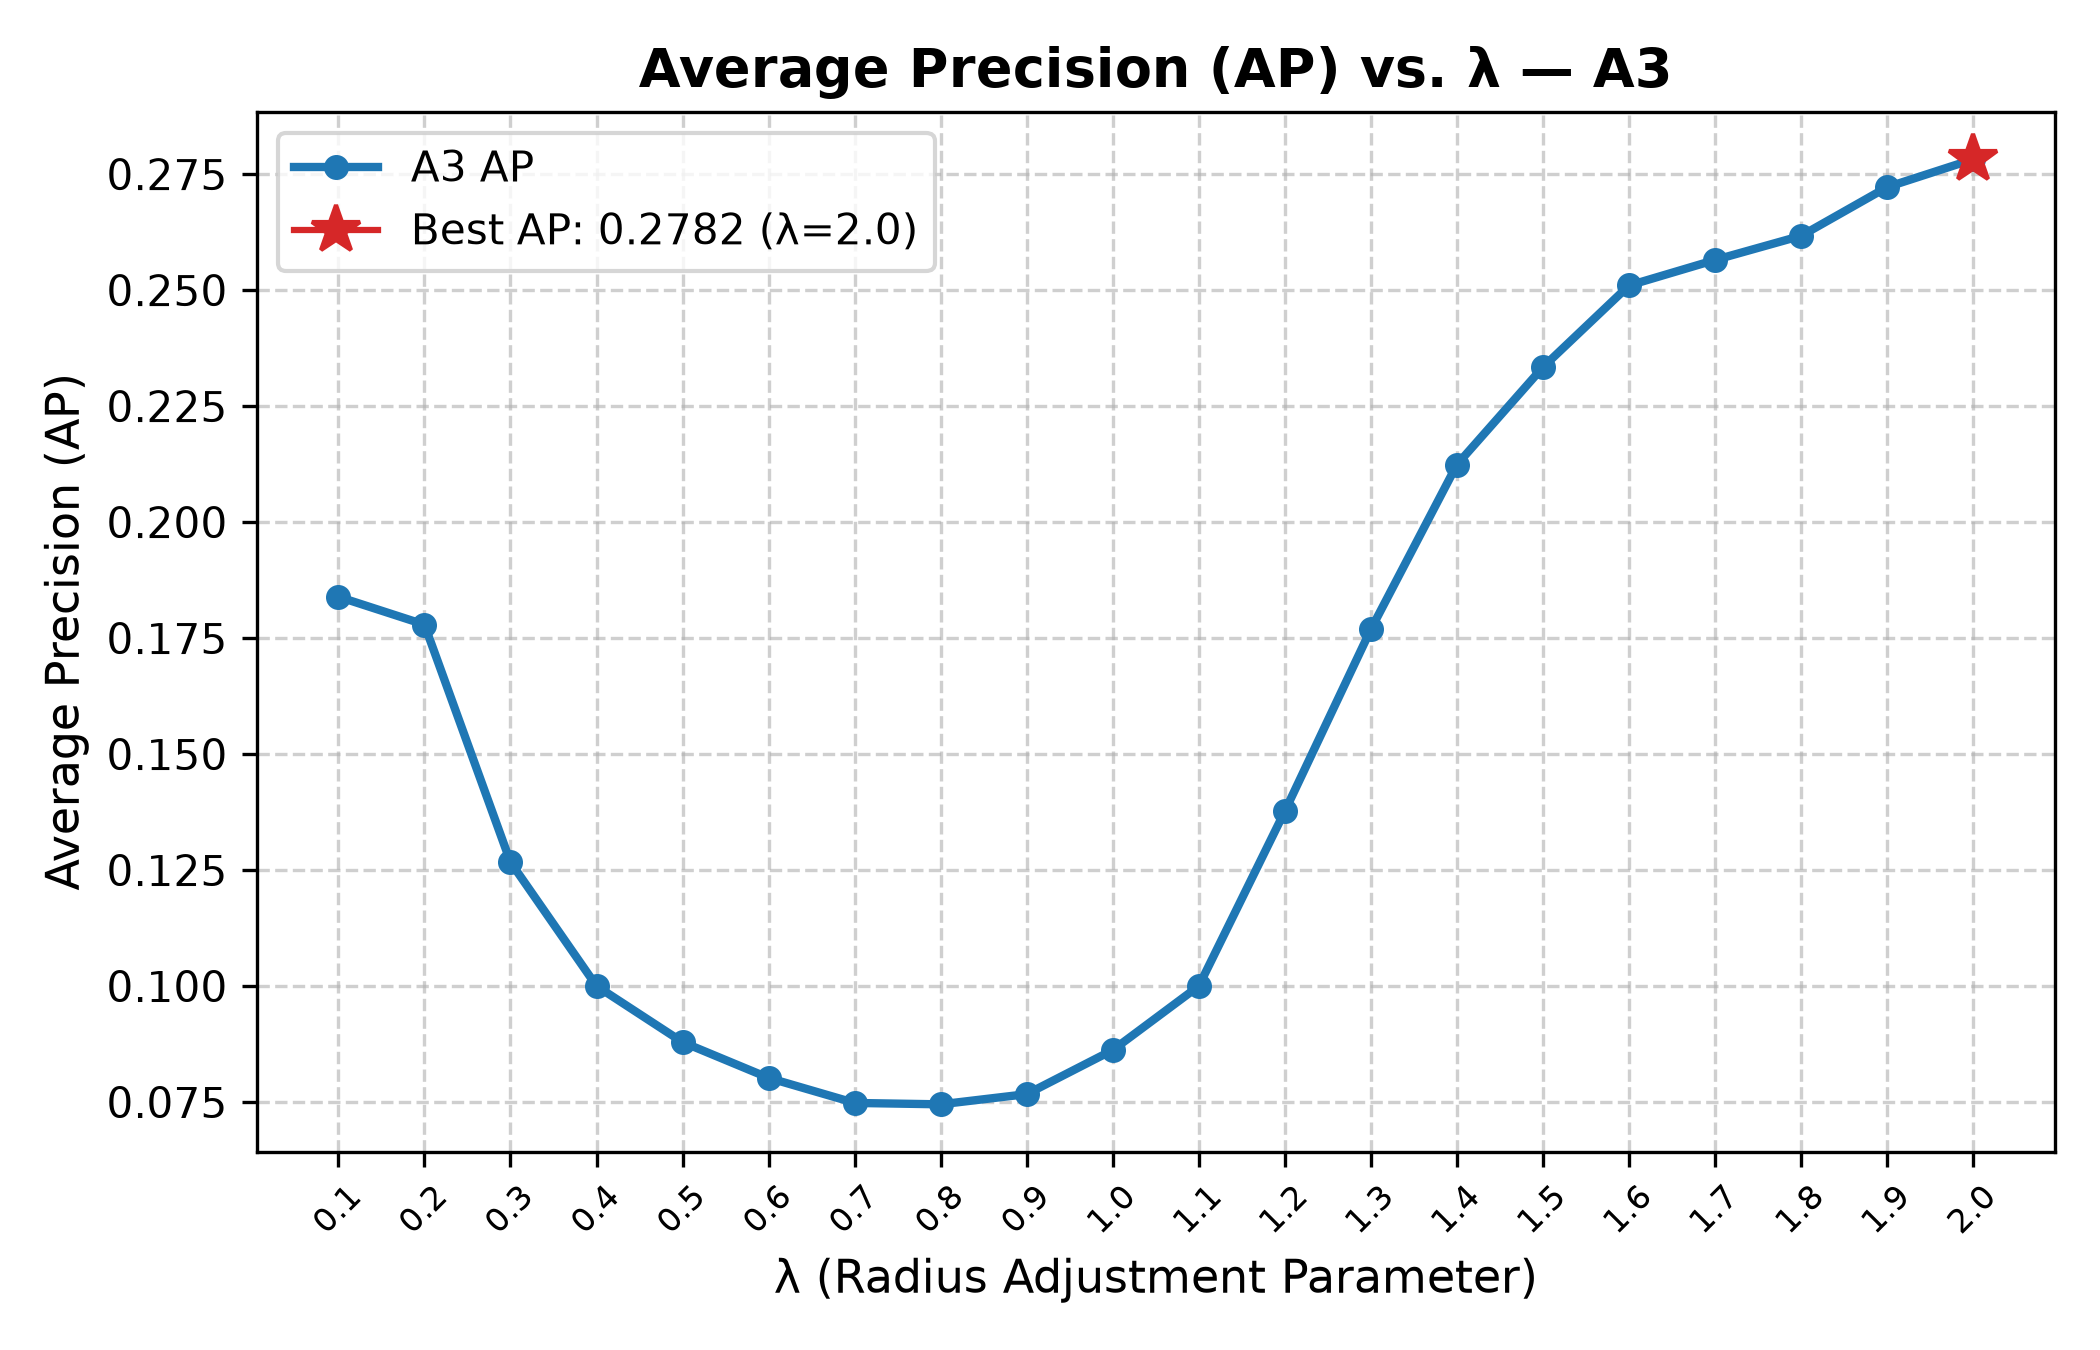 Average Precision (AP) vs. λ — A3
A3 AP
Best AP: 0.2782 (λ=2.0)
Average Precision (AP)
0.275
0.250
0.225
0.200
0.175
0.150
0.125
0.100
0.075
0.1 0.2 0.3 0.4 0.5 0.6 0.7 0.8 0.9 1.0 1.1 1.2 1.3 1.4 1.5 1.6 1.7 1.8 1.9 2.0
λ (Radius Adjustment Parameter)